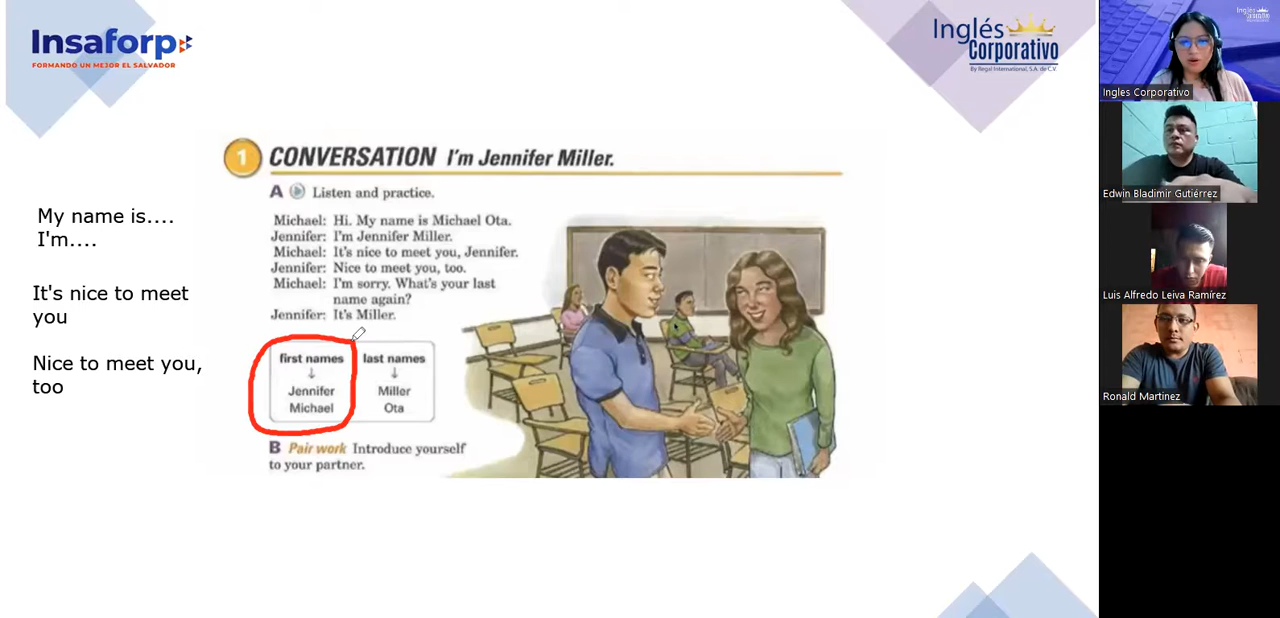 Insaforp
FORMANDO UN MEJOR EL SALVADOR
Inglés
Corporativo
By Regal International, S.A. de C.V.
My name is....
I'm....
It's nice to meet
you
Nice to meet you,
too
1 CONVERSATION I'm Jennifer Miller.
A Listen and practice.
Michael: Hi. My name is Michael Ota.
Jennifer: I'm Jennifer Miller.
Michael: It's nice to meet you, Jennifer.
Jennifer: Nice to meet you, too.
Michael: I'm sorry. What's your last
name again?
Jennifer: It's Miller.
first names last names
↓ ↓
Jennifer Miller
Michael Ota
B Pair work Introduce yourself
to your partner.
Inglés
Corporativo
Ingles Corporativo
Edwin Bladimir Gutiérrez
Luis Alfredo Leiva Ramírez
Ronald Martinez